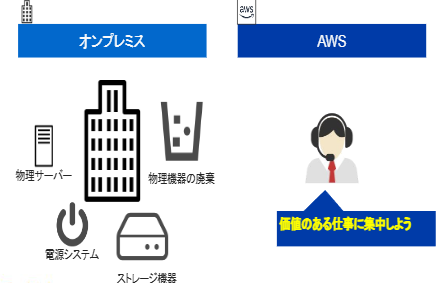 aws
オンプレミス
AWS
物理サーバー
物理機器の廃棄
電源システム
ストレージ機器
価値のある仕事に集中しよう